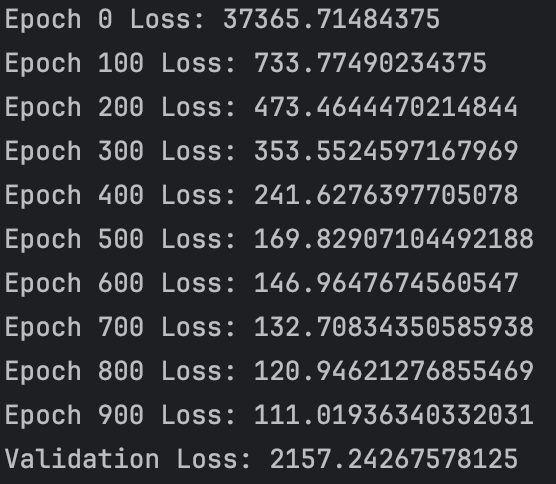 Epoch 0 Loss: 37365.71484375
Epoch 100 Loss: 733.77490234375
Epoch 200 Loss: 473.4644470214844
Epoch 300 Loss: 353.5524597167969
Epoch 400 Loss: 241.6276397705078
Epoch 500 Loss: 169.82907104492188
Epoch 600 Loss: 146.9647674560547
Epoch 700 Loss: 132.70834350585938
Epoch 800 Loss: 120.94621276855469
Epoch 900 Loss: 111.01936340332031
Validation Loss: 2157.24267578125